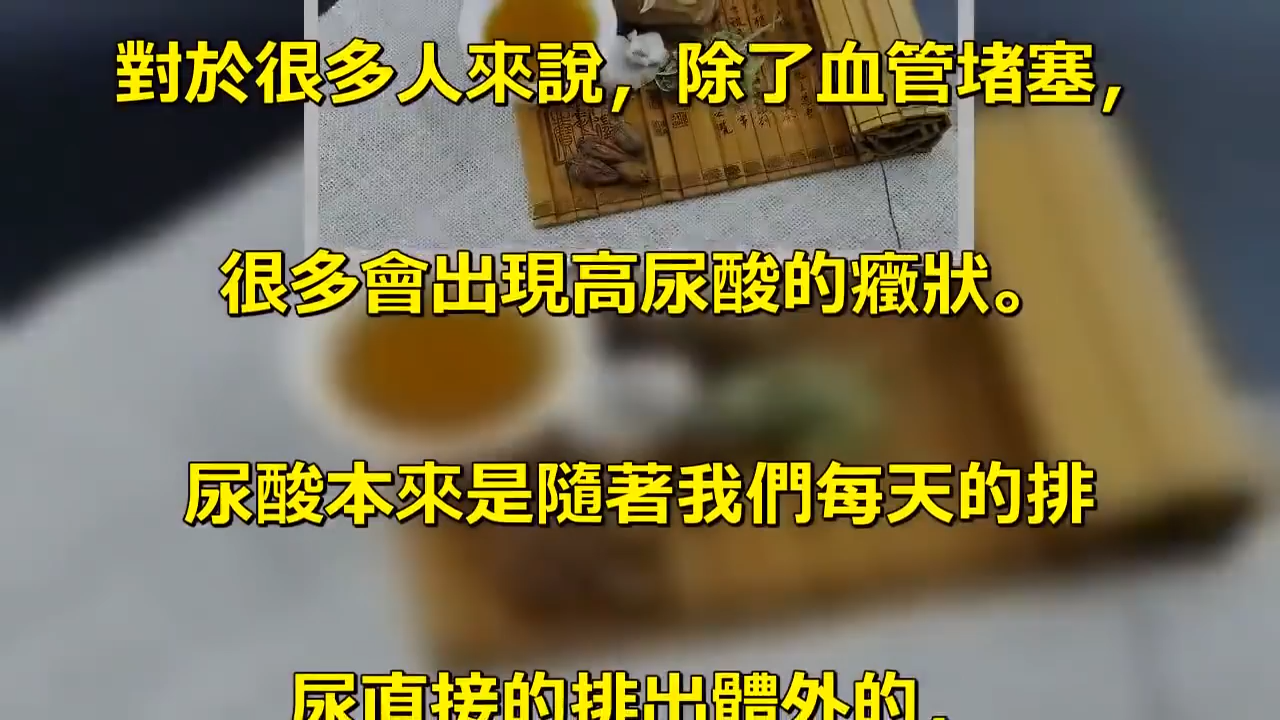 對於很多人來說，除了血管堵塞，
很多會出現高尿酸的癥狀。
尿酸本來是隨著我們每天的排
尿直接的排出體外的，